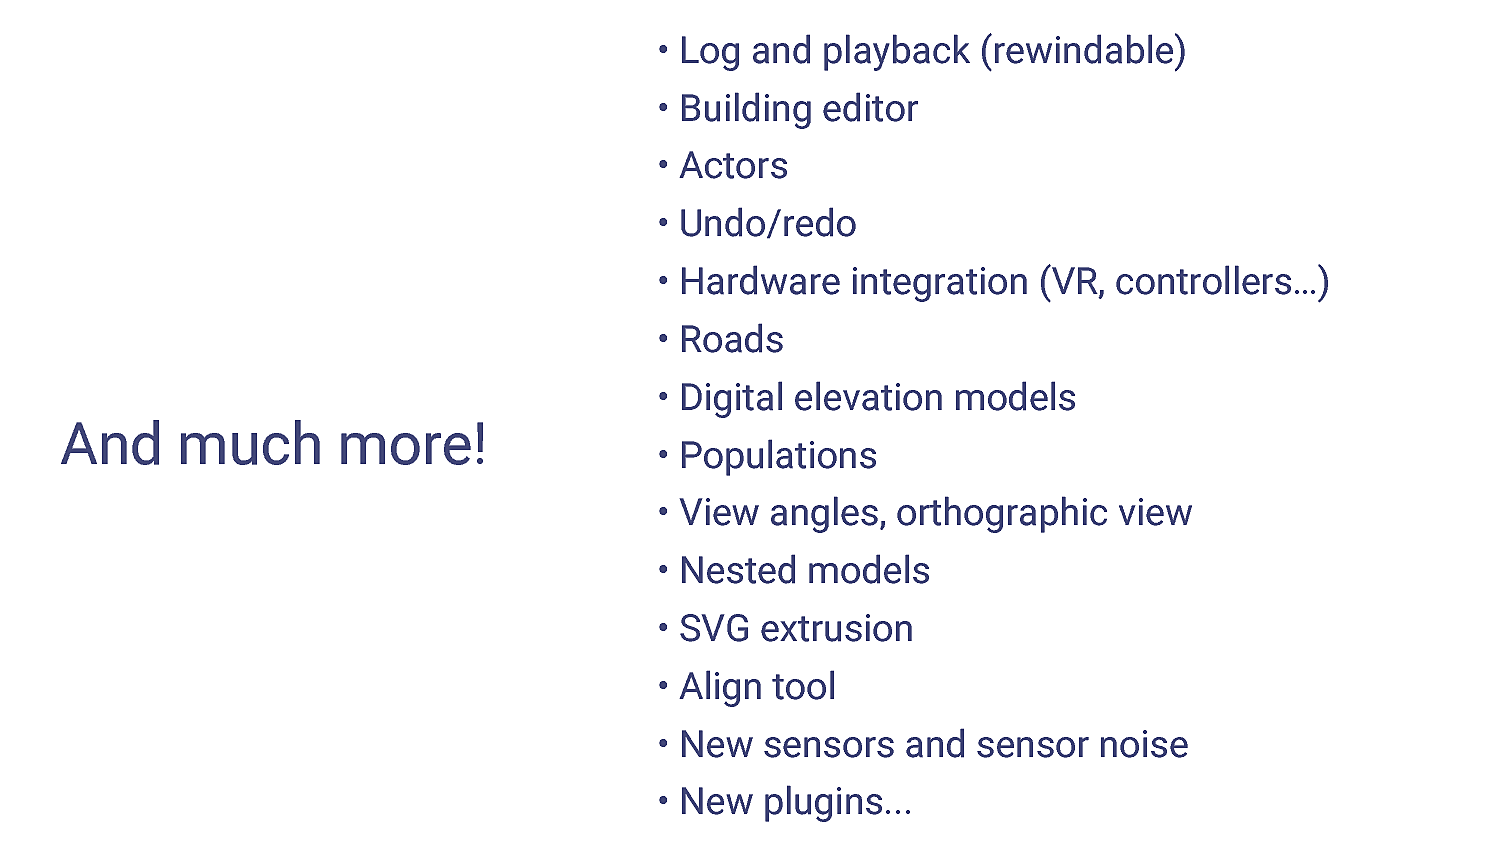 And much more!
• Log and playback (rewindable)
• Building editor
• Actors
• Undo/redo
• Hardware integration (VR, controllers…)
• Roads
• Digital elevation models
• Populations
• View angles, orthographic view
• Nested models
• SVG extrusion
• Align tool
• New sensors and sensor noise
• New plugins...